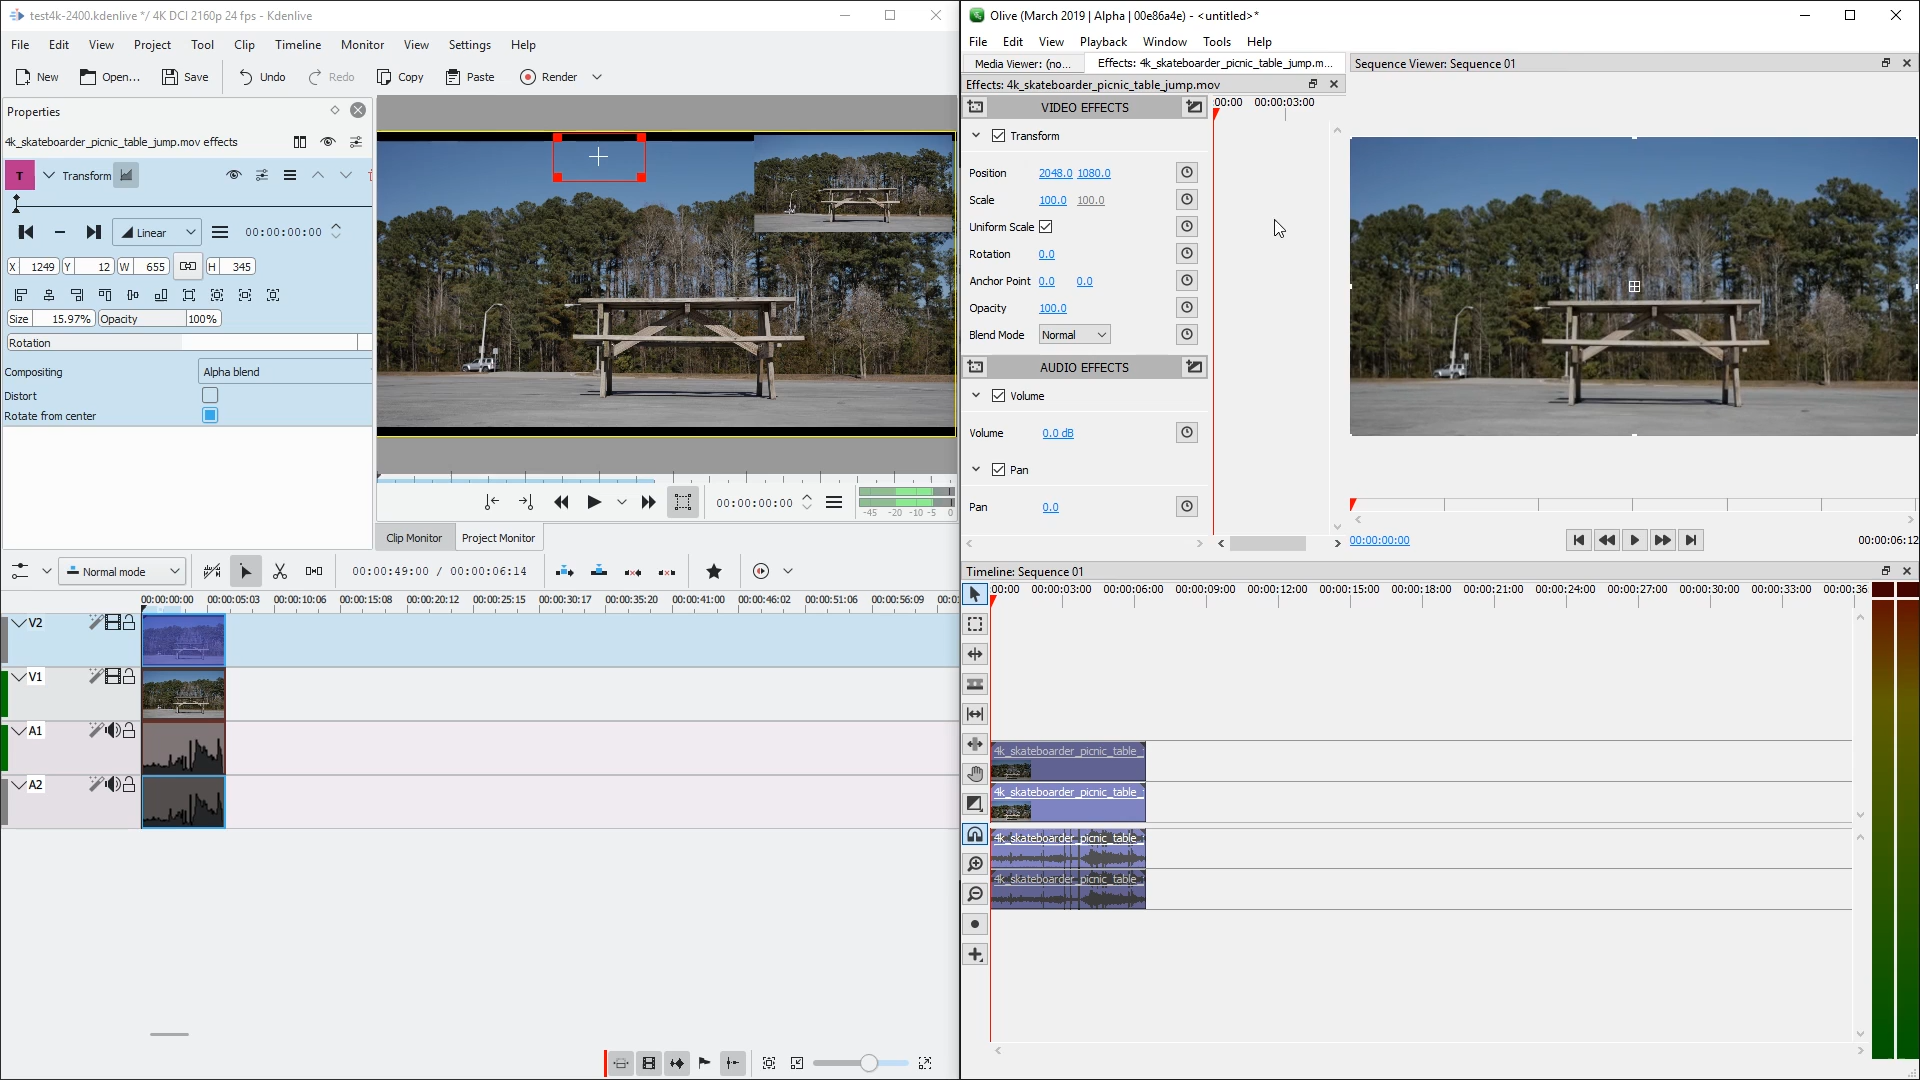 test4k-2400.kdenlive */ 4K DCI 2160p 24 fps - Kdenlive
File Edit View Project Tool Clip Timeline Monitor View Settings Help
New Open... Save Undo Redo Copy Paste Render
Properties
4k_skateboarder_picnic_table_jump.mov effects
T Transform
Linear 00:00:00:00
X 1249 Y 12 W 655 H 345
Size 15.97% Opacity 100%
Rotation
Compositing Alpha blend
Distort
Rotate from center
00:00:00:00
-45 -20 -10 -5 0
Clip Monitor Project Monitor
Normal mode 00:00:49:00 / 00:00:06:14
00:00:00:00 00:00:05:03 00:00:10:06 00:00:15:08 00:00:20:12 00:00:25:15 00:00:30:17 00:00:35:20 00:00:41:00 00:00:46:02 00:00:51:06 00:00:56:09 00:0
V2
V1
A1
A2
Olive (March 2019 | Alpha | 00e86a4e) - <untitled>*
File Edit View Playback Window Tools Help
Media Viewer: (no... Effects: 4k_skateboarder_picnic_table_jump.m...
Effects: 4k_skateboarder_picnic_table_jump.mov
VIDEO EFFECTS
:00:00 00:00:03:00
Transform
Position 2048.0 1080.0
Scale 100.0 100.0
Uniform Scale
Rotation 0.0
Anchor Point 0.0 0.0
Opacity 100.0
Blend Mode Normal
AUDIO EFFECTS
Volume
Volume 0.0 dB
Pan
Pan 0.0
Sequence Viewer: Sequence 01
00:00:00:00 00:00:06:12
Timeline: Sequence 01
:00:00 00:00:03:00 00:00:06:00 00:00:09:00 00:00:12:00 00:00:15:00 00:00:18:00 00:00:21:00 00:00:24:00 00:00:27:00 00:00:30:00 00:00:33:00 00:00:36
4k_skateboarder_picnic_table_
4k_skateboarder_picnic_table_
4k_skateboarder_picnic_table_
4k_skateboarder_picnic_table_